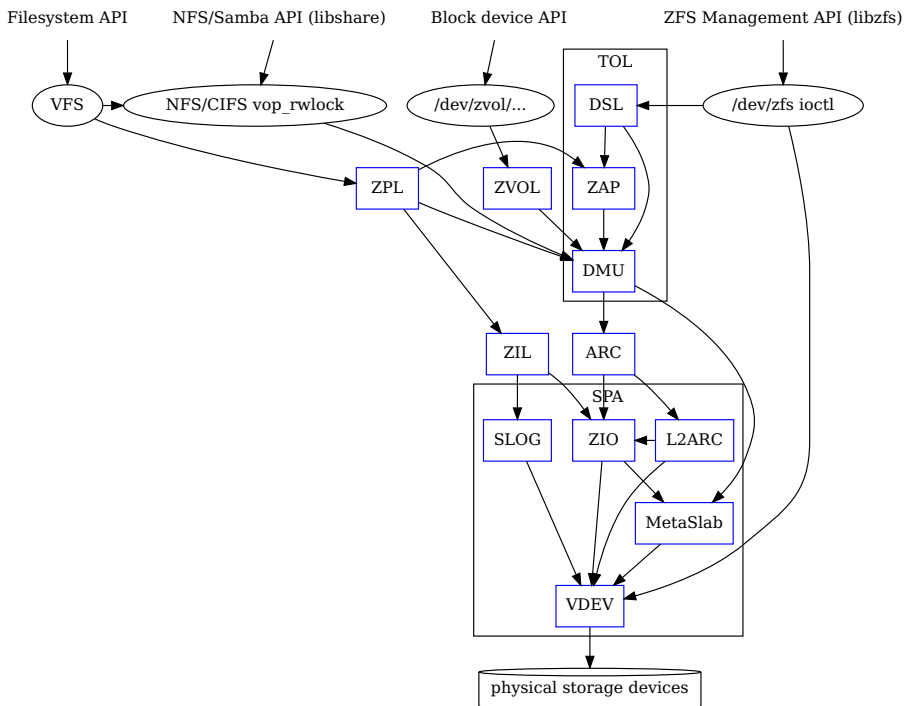 Filesystem API
NFS/Samba API (libshare)
Block device API
ZFS Management API (libzfs)
TOL
VFS
NFS/CIFS vop_rwlock
/dev/zvol/...
DSL
/dev/zfs ioctl
ZPL
ZVOL
ZAP
DMU
ZIL
ARC
SPA
SLOG
ZIO
L2ARC
MetaSlab
VDEV
physical storage devices